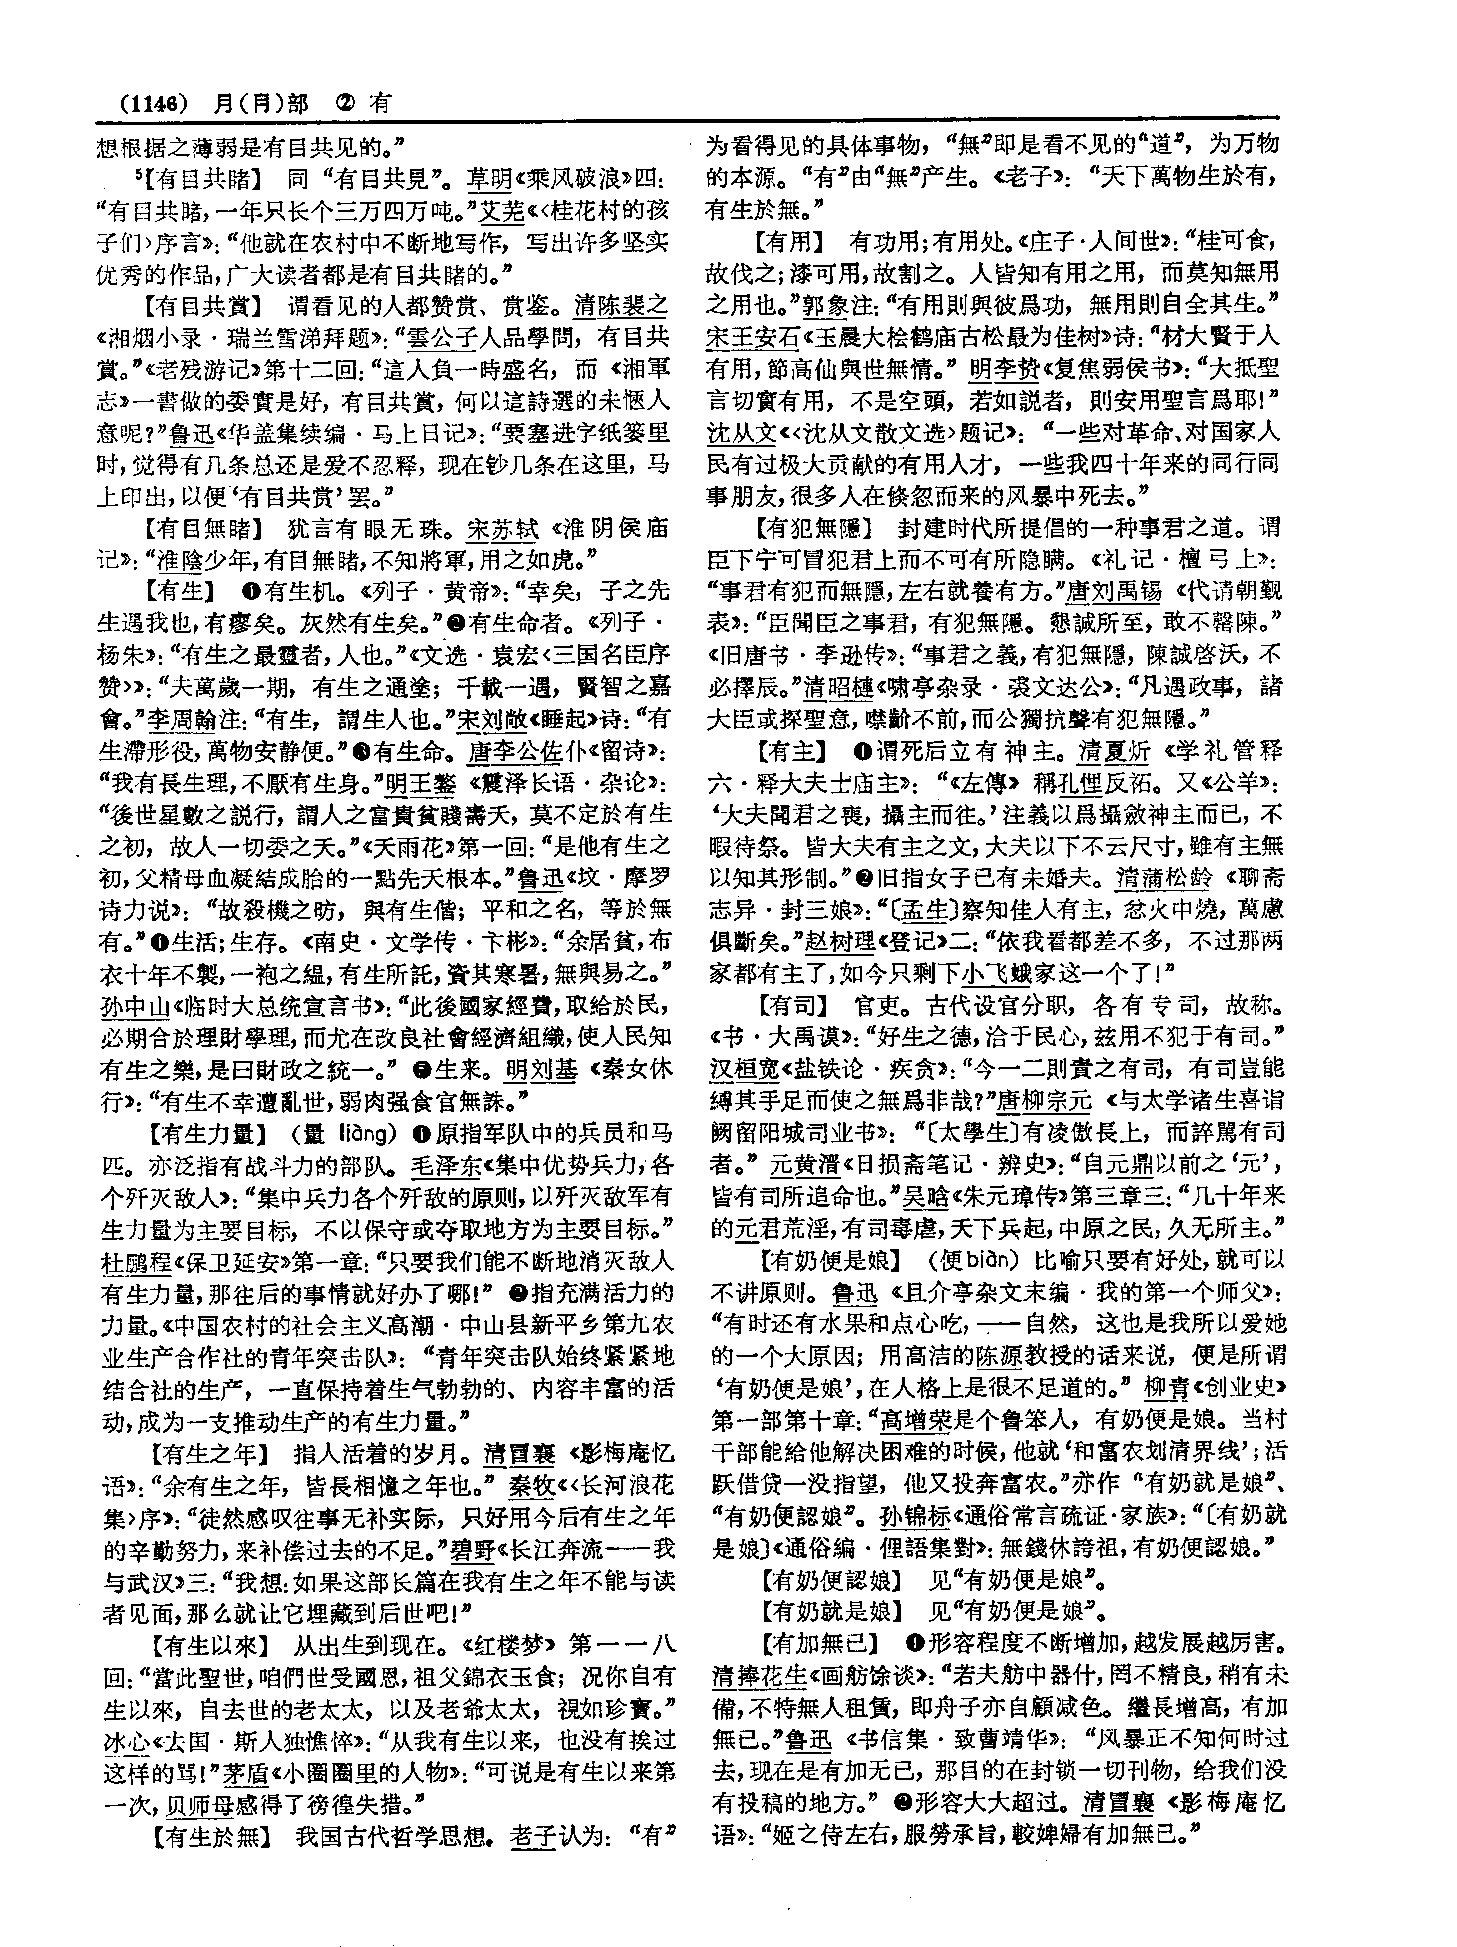 (1146) 月(月)部 ② 有
想根据之薄弱是有目共见的。”
⁵【有目共睹】 同“有目共見”。草明《乘风破浪》四:
“有目共睹,一年只长个三万四万吨。”艾芜《〈桂花村的孩
子们〉序言》:“他就在农村中不断地写作, 写出许多坚实
优秀的作品,广大读者都是有目共睹的。”
【有目共賞】 谓看见的人都赞赏、赏鉴。清陈裴之
《湘烟小录·瑞兰雪涕拜题》:“雲公子人品學問, 有目共
賞。”《老残游记》第十二回:“這人負一時盛名, 而《湘軍
志》一書做的委實是好, 有目共賞, 何以這詩選的未愜人
意呢?”鲁迅《华盖集续编·马上日记》:“要塞进字纸篓里
时,觉得有几条总还是爱不忍释, 现在钞几条在这里, 马
上印出,以便‘有目共赏’罢。”
【有目無睹】 犹言有眼无珠。宋苏轼《淮阴侯庙
记》:“淮陰少年,有目無睹,不知將軍,用之如虎。”
【有生】 ❶有生机。《列子·黄帝》:“幸矣, 子之先
生遇我也,有瘳矣。灰然有生矣。”❷有生命者。《列子·
杨朱》:“有生之最靈者,人也。”《文选·袁宏〈三国名臣序
赞〉》:“夫萬歲一期, 有生之通塗; 千載一遇, 賢智之嘉
會。”李周翰注:“有生, 謂生人也。”宋刘敞《睡起》诗:“有
生滯形役,萬物安静便。”❸有生命。唐李公佐仆《留诗》:
“我有長生理,不厭有生身。”明王鏊《震泽长语·杂论》:
“後世星數之説行, 謂人之富貴貧賤壽夭, 莫不定於有生
之初, 故人一切委之天。”《天雨花》第一回:“是他有生之
初,父精母血凝結成胎的一點先天根本。”鲁迅《坟·摩罗
诗力说》: “故殺機之昉, 與有生偕; 平和之名, 等於無
有。”❹生活;生存。《南史·文学传·卞彬》:“余居貧,布
衣十年不製,一袍之緼,有生所託,資其寒暑,無與易之。”
孙中山《临时大总统宣言书》:“此後國家經費,取給於民,
必期合於理財學理,而尤在改良社會經濟組織,使人民知
有生之樂,是曰財政之統一。” ❺生来。明刘基《秦女休
行》:“有生不幸遭亂世,弱肉强食官無誅。”
【有生力量】(量 liàng) ❶原指军队中的兵员和马
匹。亦泛指有战斗力的部队。毛泽东《集中优势兵力,各
个歼灭敌人》:“集中兵力各个歼敌的原则,以歼灭敌军有
生力量为主要目标, 不以保守或夺取地方为主要目标。”
杜鹏程《保卫延安》第一章:“只要我们能不断地消灭敌人
有生力量,那往后的事情就好办了哪!” ❷指充满活力的
力量。《中国农村的社会主义高潮·中山县新平乡第九农
业生产合作社的青年突击队》: “青年突击队始终紧紧地
结合社的生产, 一直保持着生气勃勃的、内容丰富的活
动,成为一支推动生产的有生力量。”
【有生之年】 指人活着的岁月。清冒襄《影梅庵忆
语》:“余有生之年, 皆長相憶之年也。” 秦牧《〈长河浪花
集〉序》:“徒然感叹往事无补实际, 只好用今后有生之年
的辛勤努力,来补偿过去的不足。”碧野《长江奔流——我
与武汉》三:“我想:如果这部长篇在我有生之年不能与读
者见面,那么就让它埋藏到后世吧!”
【有生以來】 从出生到现在。《红楼梦》第一一八
回:“當此聖世,咱們世受國恩,祖父錦衣玉食; 況你自有
生以來, 自去世的老太太, 以及老爺太太, 視如珍寶。”
冰心《去国·斯人独憔悴》:“从我有生以来, 也没有挨过
这样的骂!”茅盾《小圈圈里的人物》:“可说是有生以来第
一次,贝师母感得了徬徨失措。”
【有生於無】 我国古代哲学思想。老子认为: “有”
为看得见的具体事物, “無”即是看不见的“道”, 为万物
的本源。“有”由“無”产生。《老子》: “天下萬物生於有,
有生於無。”
【有用】 有功用;有用处。《庄子·人间世》:“桂可食,
故伐之;漆可用,故割之。人皆知有用之用, 而莫知無用
之用也。”郭象注:“有用則與彼爲功, 無用則自全其生。”
宋王安石《玉晨大桧鹤庙古松最为佳树》诗:“材大賢于人
有用,節高仙與世無情。” 明李贽《复焦弱侯书》:“大抵聖
言切實有用, 不是空頭, 若如説者, 則安用聖言爲耶!”
沈从文《〈沈从文散文选〉题记》: “一些对革命、对国家人
民有过极大贡献的有用人才, 一些我四十年来的同行同
事朋友,很多人在倏忽而来的风暴中死去。”
【有犯無隱】 封建时代所提倡的一种事君之道。谓
臣下宁可冒犯君上而不可有所隐瞒。《礼记·檀弓上》:
“事君有犯而無隱,左右就養有方。”唐刘禹锡《代请朝觐
表》:“臣聞臣之事君, 有犯無隱。懇誠所至, 敢不罄陳。”
《旧唐书·李逊传》:“事君之義,有犯無隱, 陳誠啓沃, 不
必擇辰。”清昭槤《啸亭杂录·裘文达公》:“凡遇政事, 諸
大臣或探聖意,噤齘不前,而公獨抗聲有犯無隱。”
【有主】 ❶谓死后立有神主。清夏炘《学礼管释
六·释大夫士庙主》: “《左傳》稱孔悝反祏。又《公羊》:
‘大夫聞君之喪, 攝主而往。’注義以爲攝斂神主而已, 不
暇待祭。皆大夫有主之文,大夫以下不云尺寸,雖有主無
以知其形制。”❷旧指女子已有未婚夫。清蒲松龄《聊斋
志异·封三娘》:“〔孟生〕察知佳人有主, 忿火中燒, 萬慮
俱斷矣。”赵树理《登记》二:“依我看都差不多, 不过那两
家都有主了,如今只剩下小飞蛾家这一个了!”
【有司】 官吏。古代设官分职, 各有专司, 故称。
《书·大禹谟》:“好生之德,洽于民心,兹用不犯于有司。”
汉桓宽《盐铁论·疾贪》:“今一二則責之有司, 有司豈能
縛其手足而使之無爲非哉?”唐柳宗元《与太学诸生喜诣
阙留阳城司业书》: “〔太學生〕有凌傲長上, 而誶駡有司
者。” 元黄溍《日损斋笔记·辨史》:“自元鼎以前之‘元’,
皆有司所追命也。”吴晗《朱元璋传》第三章三:“几十年来
的元君荒淫,有司毒虐,天下兵起,中原之民,久无所主。”
【有奶便是娘】 (便biàn) 比喻只要有好处,就可以
不讲原则。鲁迅《且介亭杂文末编·我的第一个师父》:
“有时还有水果和点心吃,——自然, 这也是我所以爱她
的一个大原因; 用高洁的陈源教授的话来说, 便是所谓
‘有奶便是娘’,在人格上是很不足道的。” 柳青《创业史》
第一部第十章:“高增荣是个鲁笨人, 有奶便是娘。当村
干部能給他解决困难的时候,他就‘和富农划清界线’;活
跃借贷一没指望, 他又投奔富农。”亦作“有奶就是娘”、
“有奶便認娘”。孙锦标《通俗常言疏证·家族》:“〔有奶就
是娘〕《通俗編·俚語集對》:無錢休誇祖,有奶便認娘。”
【有奶便認娘】 见“有奶便是娘”。
【有奶就是娘】 见“有奶便是娘”。
【有加無已】 ❶形容程度不断增加,越发展越厉害。
清捧花生《画舫馀谈》:“若夫舫中器什,罔不精良,稍有未
備,不特無人租賃, 即舟子亦自顧減色。繼長增高, 有加
無已。”鲁迅《书信集·致曹靖华》: “风暴正不知何时过
去,现在是有加无已, 那目的在封锁一切刊物, 给我们没
有投稿的地方。” ❷形容大大超过。清冒襄《影梅庵忆
语》:“姬之侍左右,服勞承旨,較婢婦有加無已。”